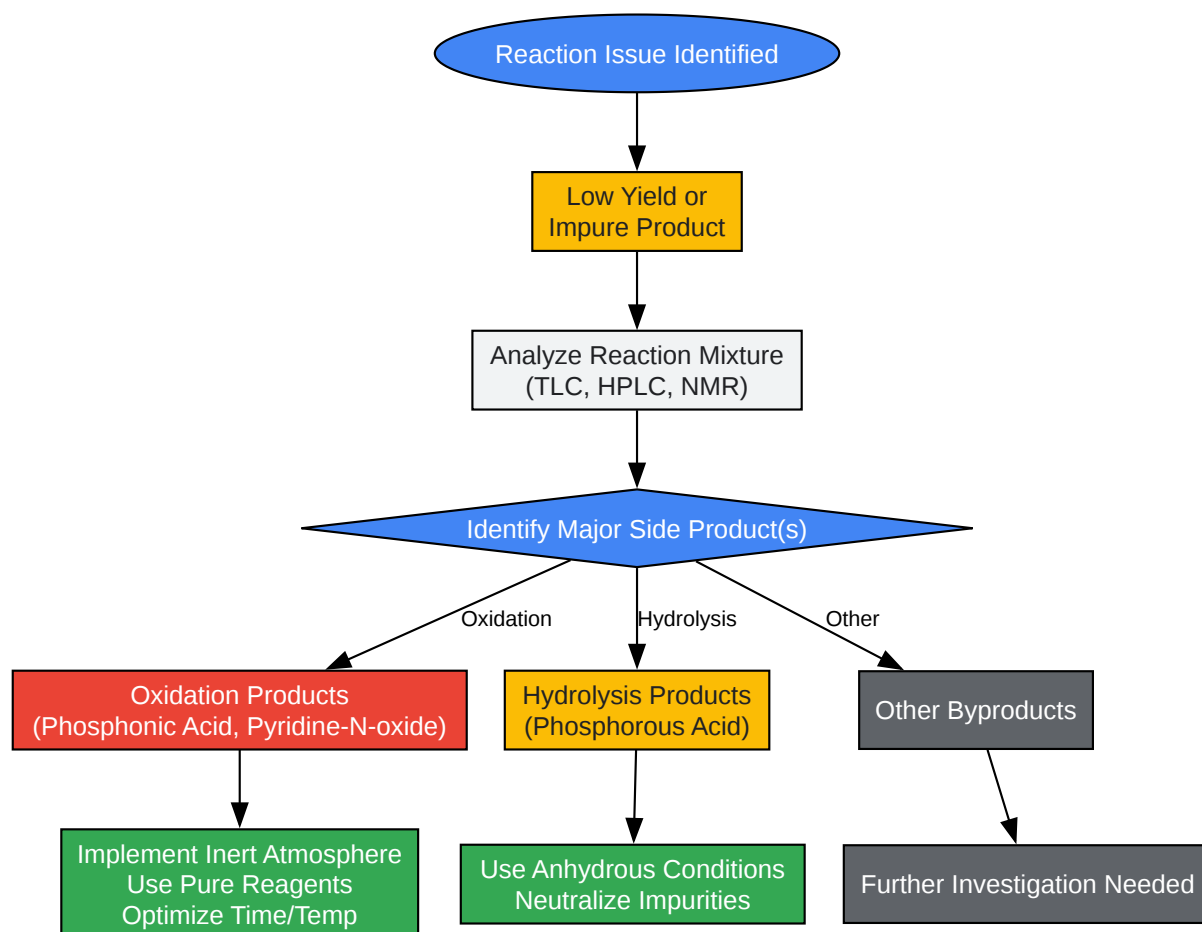 Reaction Issue Identified
Low Yield or
Impure Product
Analyze Reaction Mixture
(TLC, HPLC, NMR)
Identify Major Side Product(s)
Oxidation
Hydrolysis
Other
Oxidation Products
(Phosphonic Acid, Pyridine-N-oxide)
Hydrolysis Products
(Phosphorous Acid)
Other Byproducts
Implement Inert Atmosphere
Use Pure Reagents
Optimize Time/Temp
Use Anhydrous Conditions
Neutralize Impurities
Further Investigation Needed